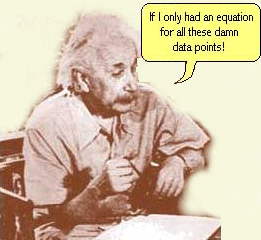 If I only had an equation
for all these damn
data points!